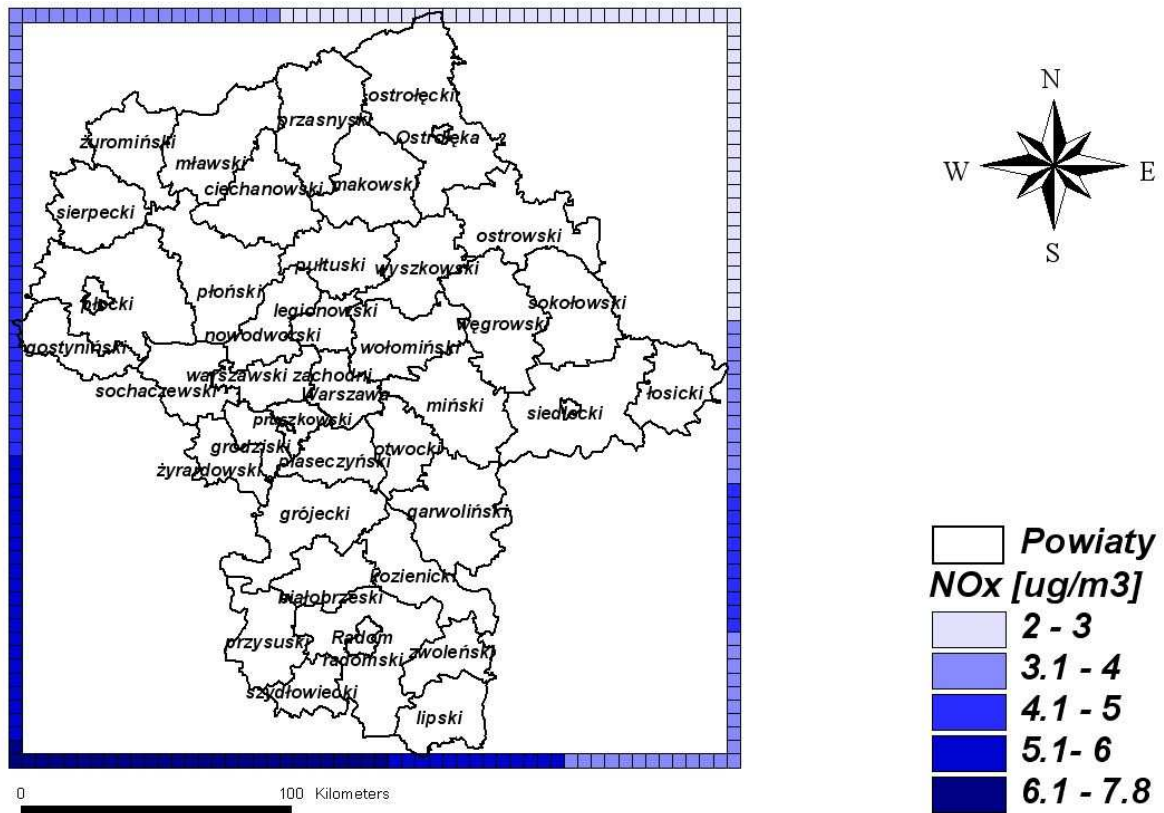 ostrołęcki
przasnyski
Ostrołęka
żuromiński
mławski
ciechanowski
makowski
sierpecki
ostrowski
pułtuski
wyszkowski
płocki
płoński
sokołowski
legionowski
węgrowski
nowodworski
gostyniński
wołomiński
warszawski zachodni
sochaczewski
Warszawa
łosicki
miński
siedlecki
pruszkowski
grodziski
otwocki
piaseczyński
żyrardowski
grójecki
garwoliński
kozienicki
białobrzeski
przysuski
Radom
zwoleński
radomski
szydłowiecki
lipski
N
W
E
S
Powiaty
NOx [ug/m3]
2 - 3
3.1 - 4
4.1 - 5
5.1- 6
6.1 - 7.8
0 100 Kilometers